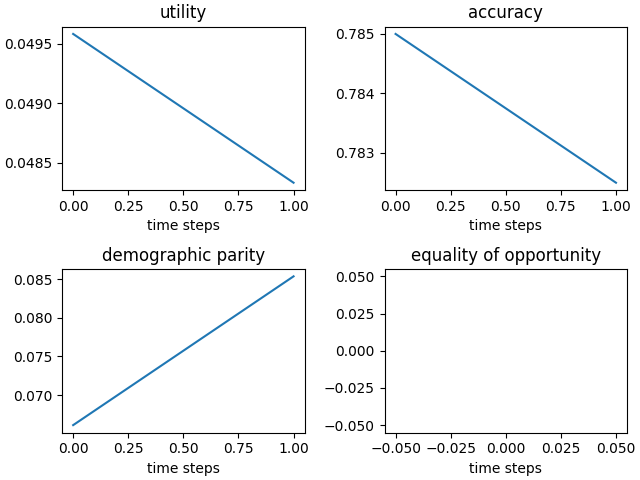 utility
0.0495
0.0490
0.0485
0.00 0.25 0.50 0.75 1.00
time steps
accuracy
0.785
0.784
0.783
0.00 0.25 0.50 0.75 1.00
time steps
demographic parity
0.085
0.080
0.075
0.070
0.00 0.25 0.50 0.75 1.00
time steps
equality of opportunity
0.050
0.025
0.000
−0.025
−0.050
−0.050 −0.025 0.000 0.025 0.050
time steps